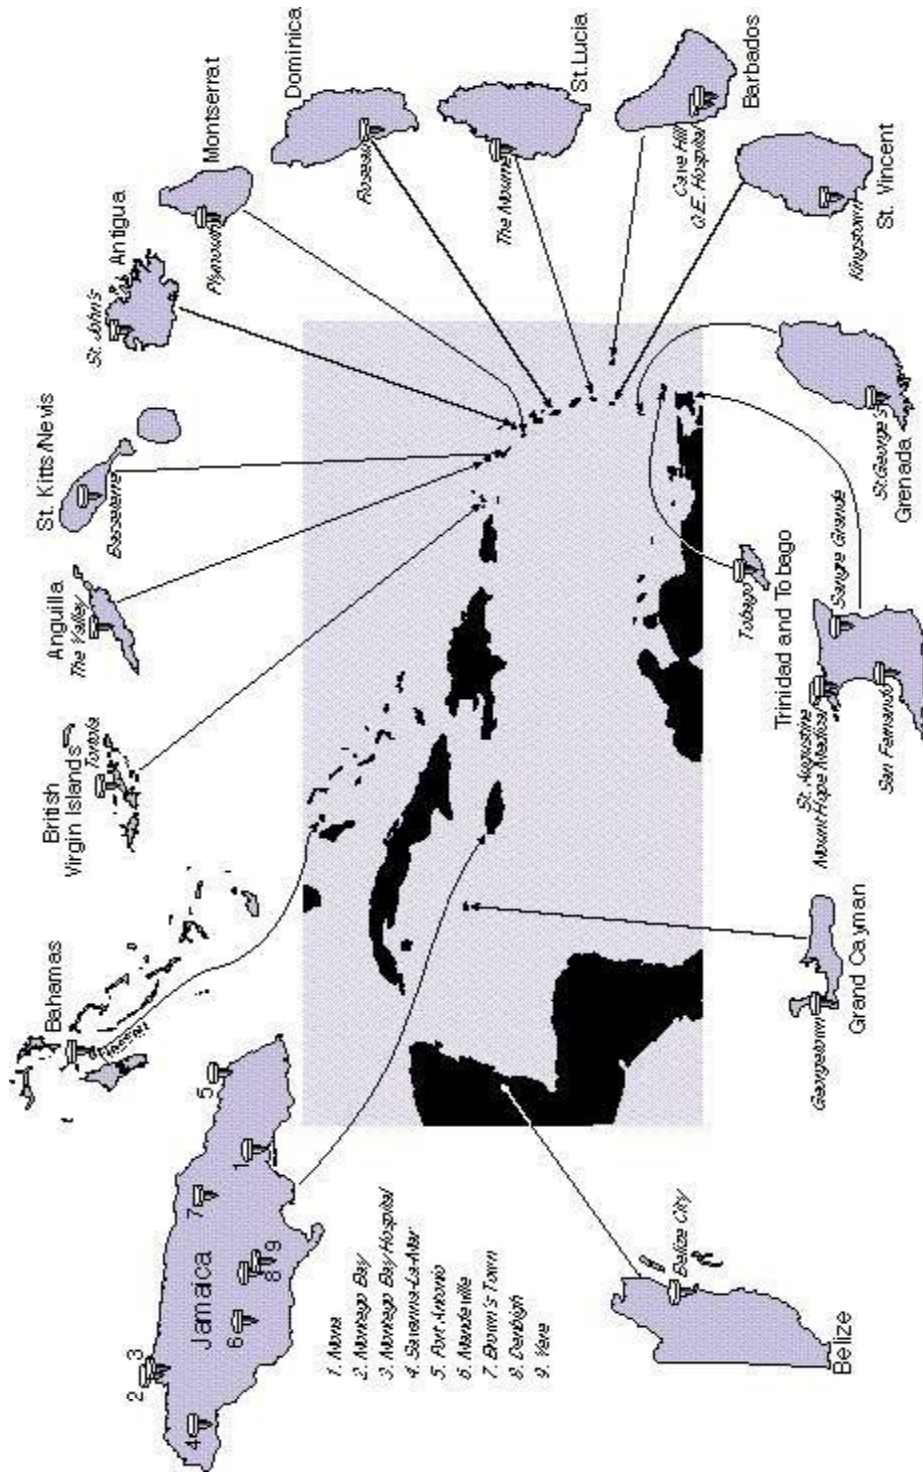 Bahamas
Nassau
British
Virgin Islands
Tortola
Anguilla
The Valley
St. Kitts/Nevis
Basseterre
Antigua
St. John's
Montserrat
Plymouth
Dominica
Roseau
St.Lucia
The Mourne
Barbados
Cave Hill
Q.E. Hospital
St. Vincent
Kingstown
Grenada
St.George's
Trinidad and Tobago
Tobago
Sangre Grande
St. Augustine
Mount Hope Medical
San Fernando
Grand Cayman
Georgetown
Belize
Belize City
Jamaica
2
3
4
5
6
7
8
9
1
1. Mona
2. Montego Bay
3. Montego Bay Hospital
4. Savanna-La-Mar
5. Port Antonio
6. Mandeville
7. Brown's Town
8. Denbigh
9. Vere